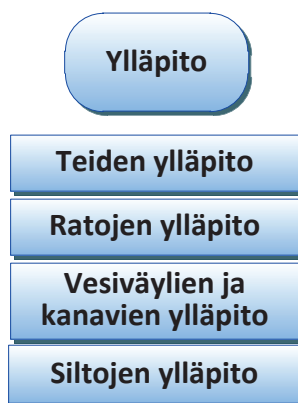 Ylläpito
Teiden ylläpito
Ratojen ylläpito
Vesiväylien ja
kanavien ylläpito
Siltojen ylläpito